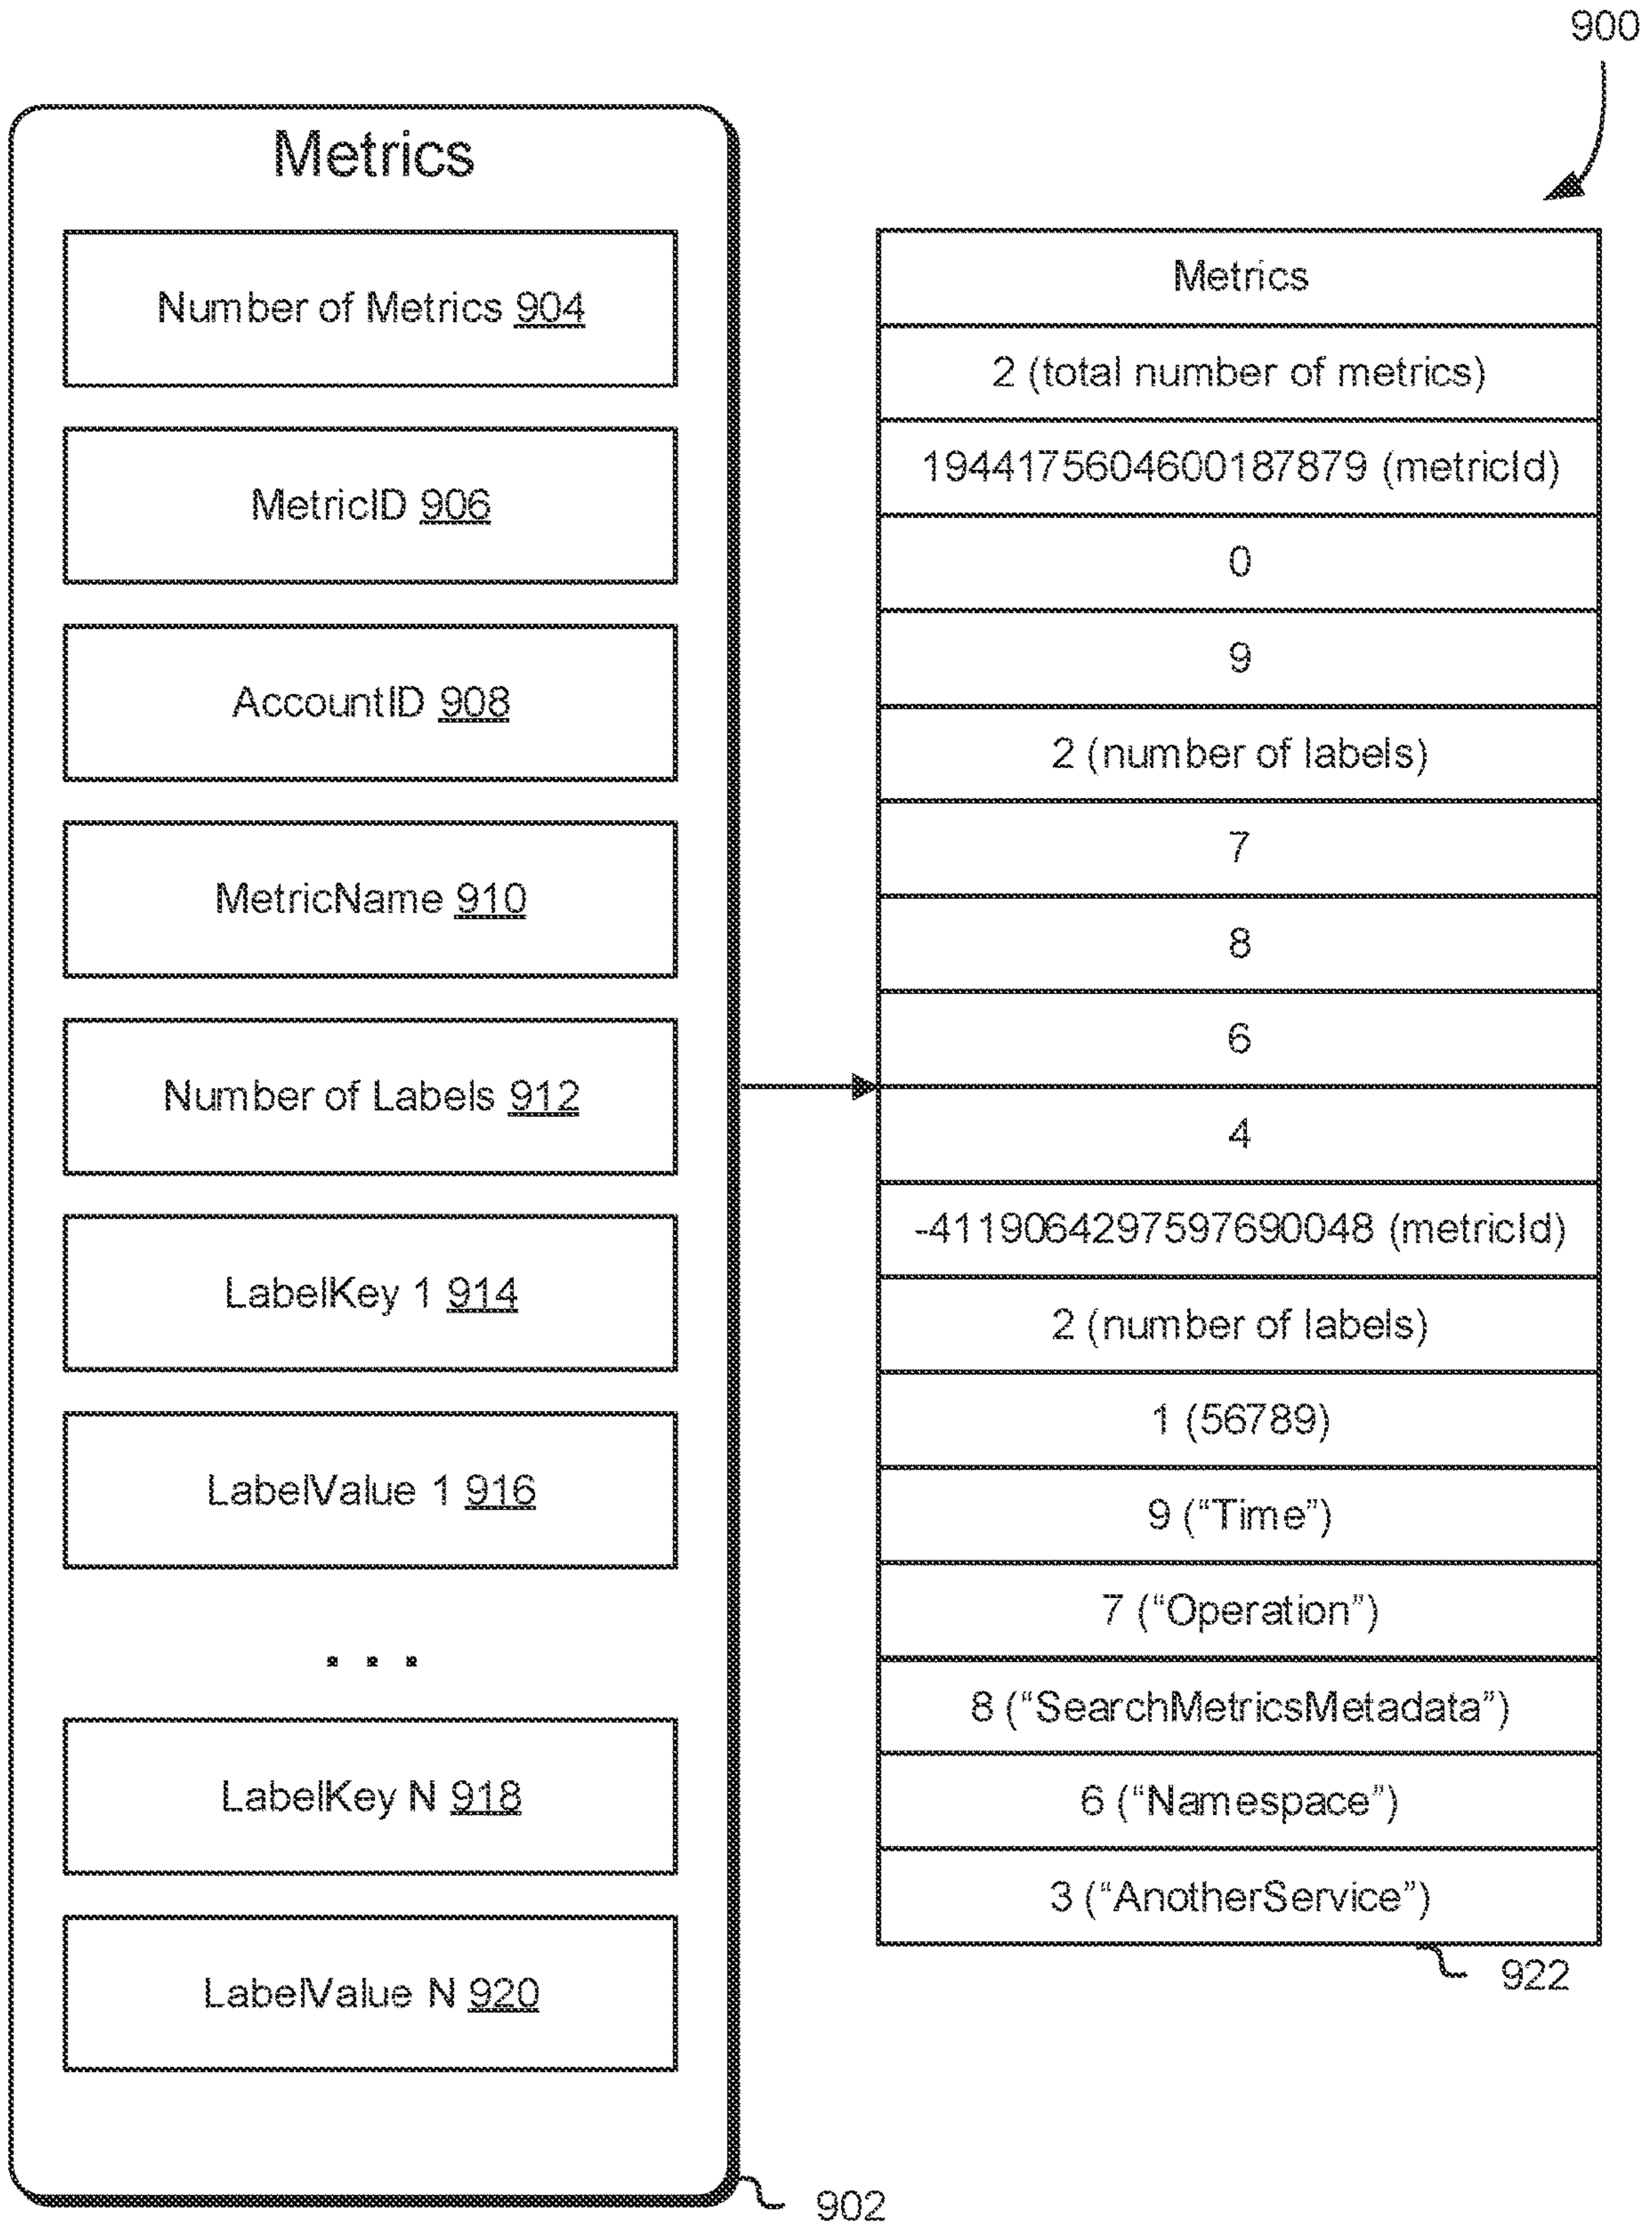 900
Metrics
Number of Metrics 904
MetricID 906
AccountID 908
MetricName 910
Number of Labels 912
LabelKey 1 914
LabelValue 1 916
. . .
LabelKey N 918
LabelValue N 920
902
Metrics
2 (total number of metrics)
1944175604600187879 (metricId)
0
9
2 (number of labels)
7
8
6
4
-4119064297597690048 (metricId)
2 (number of labels)
1 (56789)
9 (“Time”)
7 (“Operation”)
8 (“SearchMetricsMetadata”)
6 (“Namespace”)
3 (“AnotherService”)
922